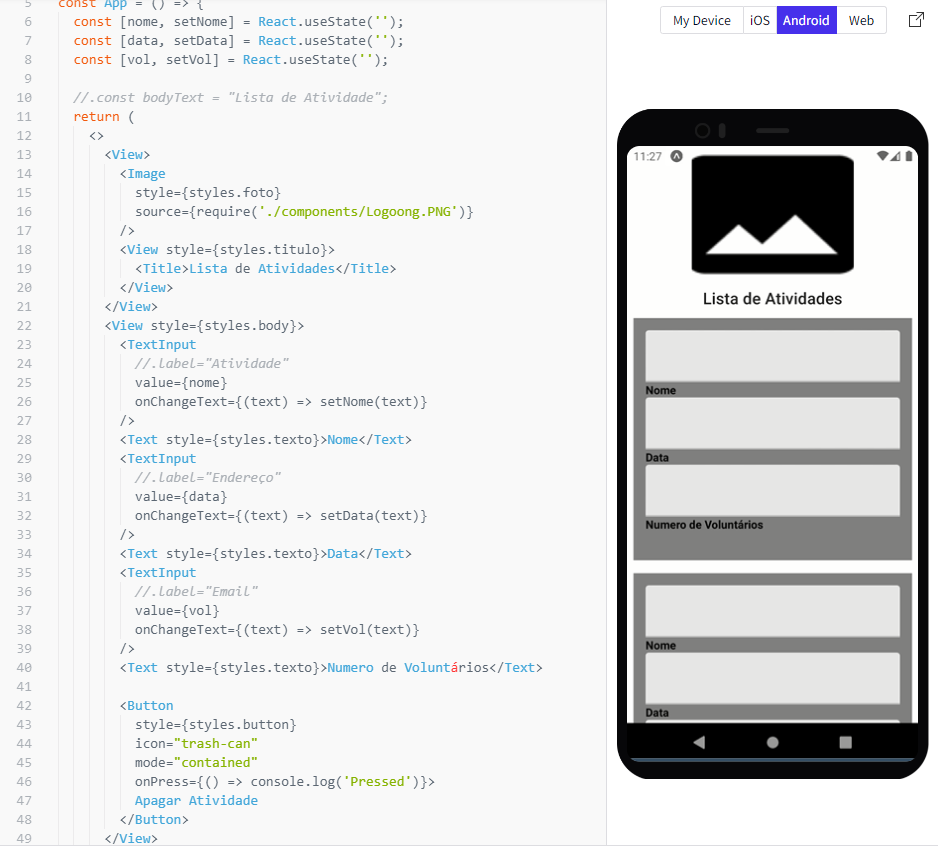 5 const App = () => {
6 const [nome, setNome] = React.useState('');
7 const [data, setData] = React.useState('');
8 const [vol, setVol] = React.useState('');
9
10 //.const bodyText = "Lista de Atividade";
11 return (
12 <>
13 <View>
14 <Image
15 style={styles.foto}
16 source={require('./components/Logoong.PNG')}
17 />
18 <View style={styles.titulo}>
19 <Title>Lista de Atividades</Title>
20 </View>
21 </View>
22 <View style={styles.body}>
23 <TextInput
24 //.label="Atividade"
25 value={nome}
26 onChangeText={(text) => setNome(text)}
27 />
28 <Text style={styles.texto}>Nome</Text>
29 <TextInput
30 //.label="Endereço"
31 value={data}
32 onChangeText={(text) => setData(text)}
33 />
34 <Text style={styles.texto}>Data</Text>
35 <TextInput
36 //.label="Email"
37 value={vol}
38 onChangeText={(text) => setVol(text)}
39 />
40 <Text style={styles.texto}>Numero de Voluntários</Text>
41
42 <Button
43 style={styles.button}
44 icon="trash-can"
45 mode="contained"
46 onPress={() => console.log('Pressed')}>
47 Apagar Atividade
48 </Button>
49 </View>
My Device iOS Android Web
11:27
Lista de Atividades
Nome
Data
Numero de Voluntários
Nome
Data